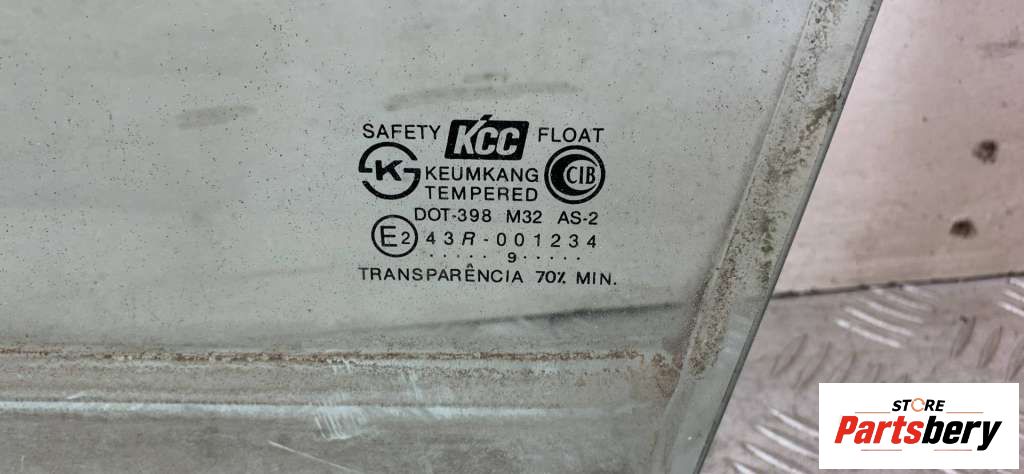 SAFETY KCC FLOAT
KS KEUMKANG CIB
TEMPERED
DOT-398 M32 AS-2
E2 43R-001234
.....9.....
TRANSPARÊNCIA 70% MIN.
STORE
Partsbery